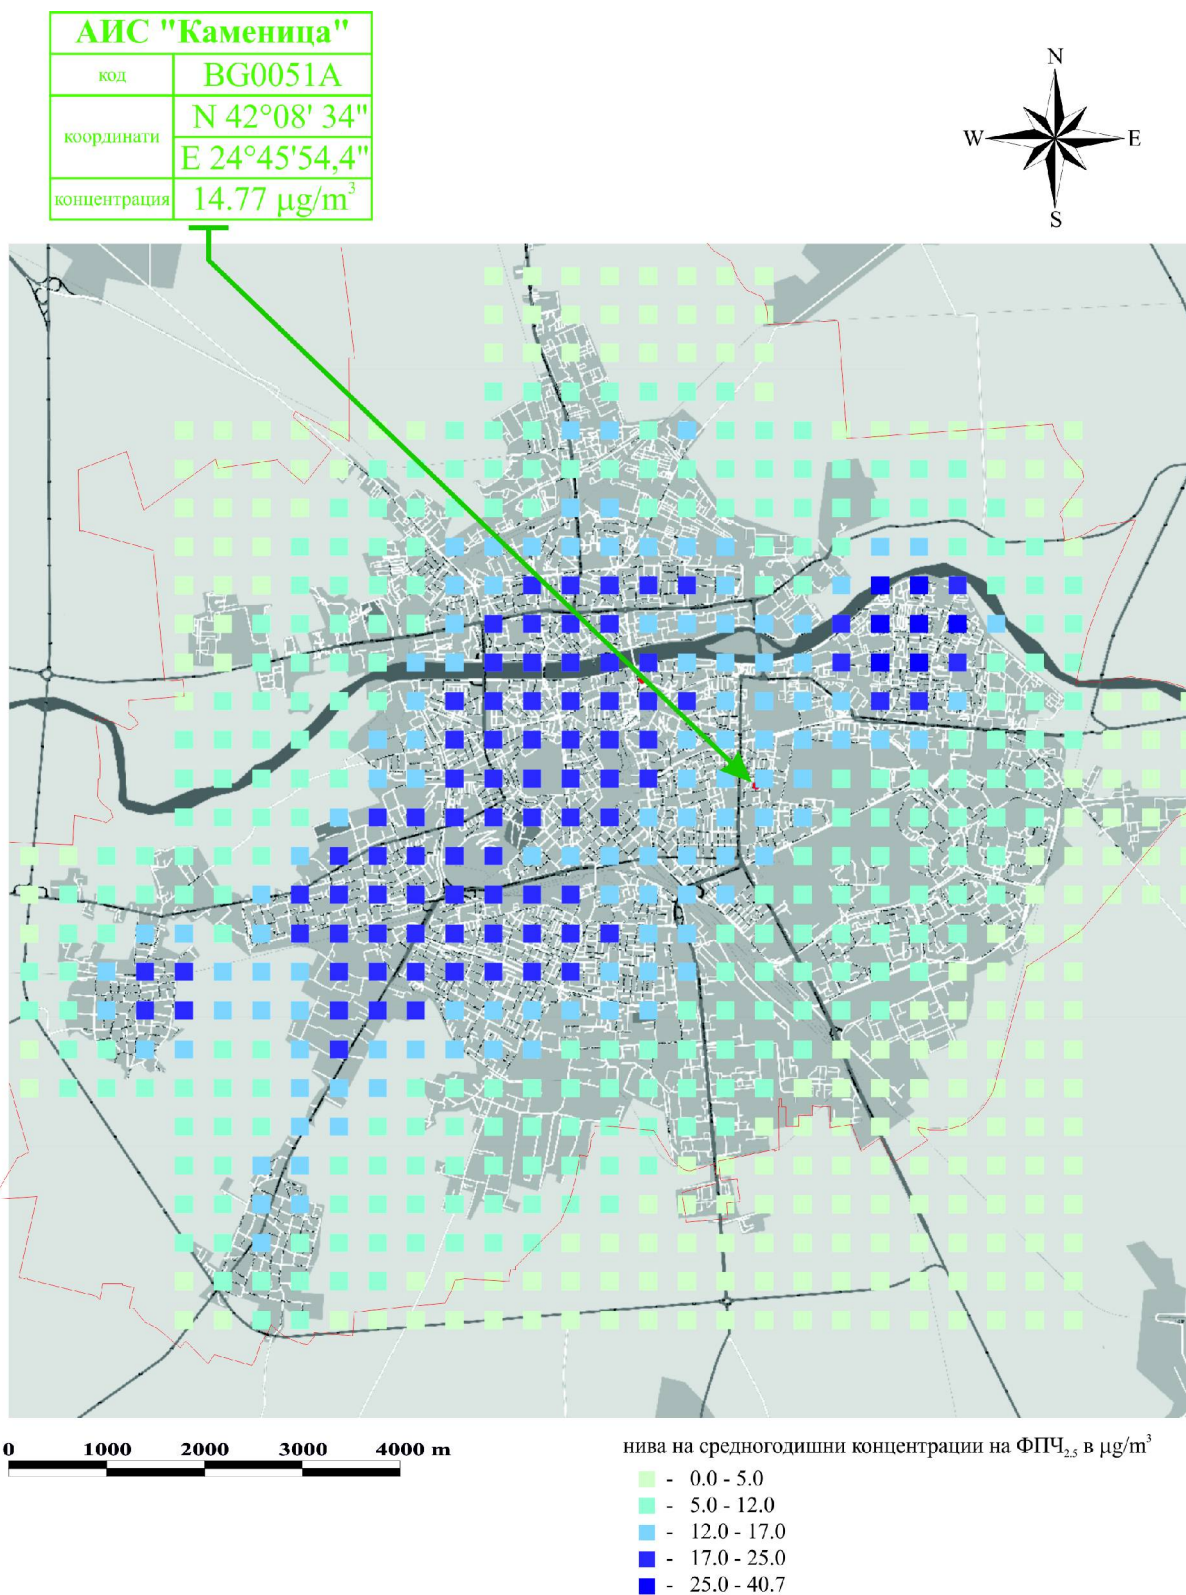 АИС "Каменица"
код BG0051A
координати N 42°08' 34"
E 24°45'54,4"
концентрация 14.77 µg/m³
N
W E
S
0 1000 2000 3000 4000 m
нива на средногодишни концентрации на ФПЧ₂.₅ в µg/m³
- 0.0 - 5.0
- 5.0 - 12.0
- 12.0 - 17.0
- 17.0 - 25.0
- 25.0 - 40.7